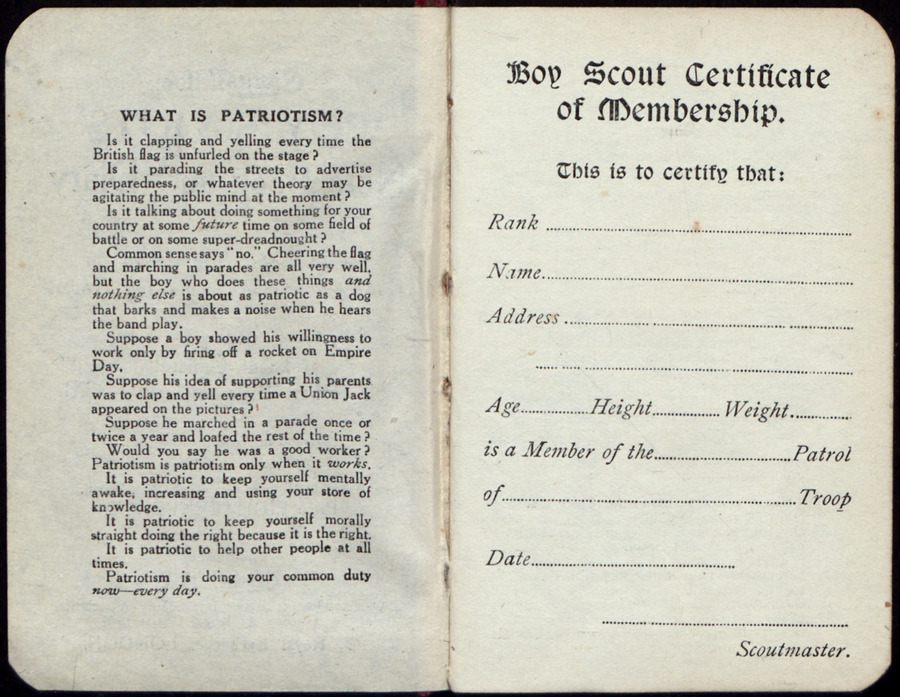 WHAT IS PATRIOTISM?
Is it clapping and yelling every time the
British flag is unfurled on the stage?
Is it parading the streets to advertise
preparedness, or whatever theory may be
agitating the public mind at the moment?
Is it talking about doing something for your
country at some future time on some field of
battle or on some super-dreadnought?
Common sense says "no." Cheering the flag
and marching in parades are all very well,
but the boy who does these things and
nothing else is about as patriotic as a dog
that barks and makes a noise when he hears
the band play.
Suppose a boy showed his willingness to
work only by firing off a rocket on Empire
Day.
Suppose his idea of supporting his parents
was to clap and yell every time a Union Jack
appeared on the pictures?
Suppose he marched in a parade once or
twice a year and loafed the rest of the time?
Would you say he was a good worker?
Patriotism is patriotism only when it works.
It is patriotic to keep yourself mentally
awake, increasing and using your store of
knowledge.
It is patriotic to keep yourself morally
straight doing the right because it is the right.
It is patriotic to help other people at all
times.
Patriotism is doing your common duty
now—every day.
Boy Scout Certificate
of Membership.
This is to certify that:
Rank
Name
Address
Age Height Weight
is a Member of the Patrol
of Troop
Date
Scoutmaster.